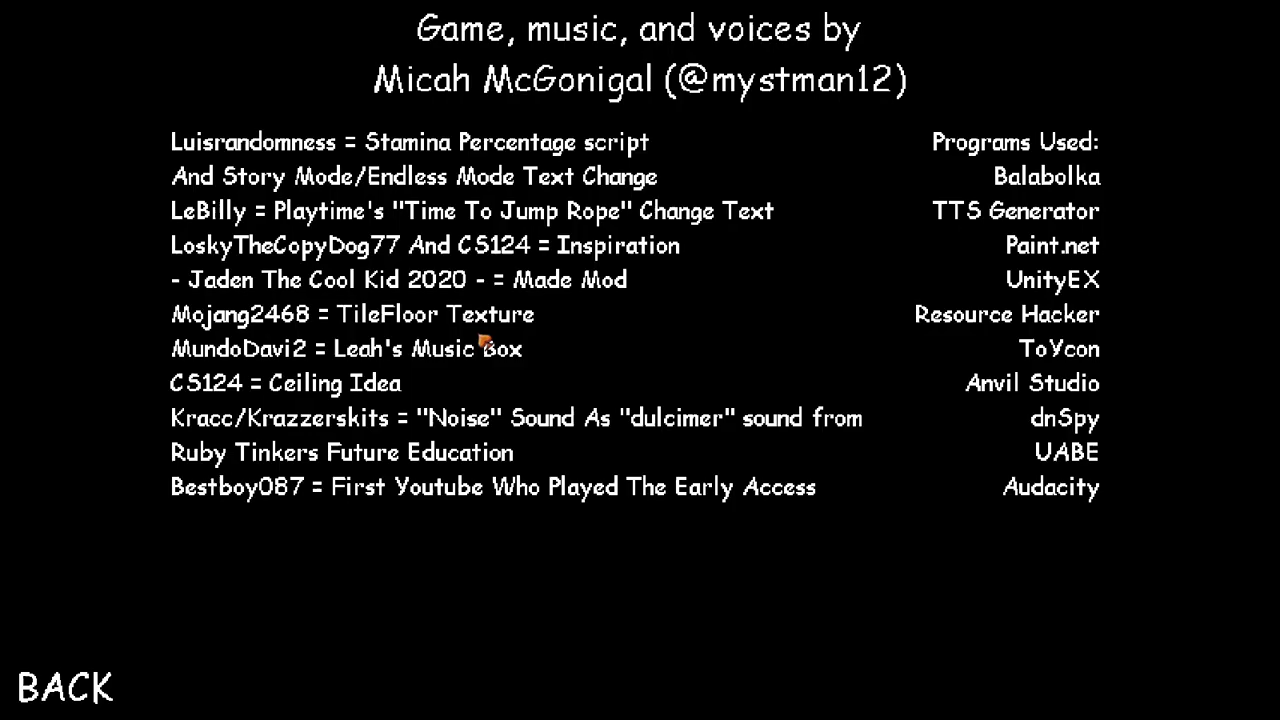 Game, music, and voices by
Micah McGonigal (@mystman12)
Luisrandomness = Stamina Percentage script
And Story Mode/Endless Mode Text Change
LeBilly = Playtime's "Time To Jump Rope" Change Text
LoskyTheCopyDog77 And CS124 = Inspiration
- Jaden The Cool Kid 2020 - = Made Mod
Mojang2468 = TileFloor Texture
MundoDavi2 = Leah's Music Box
CS124 = Ceiling Idea
Kracc/Krazzerskits = "Noise" Sound As "dulcimer" sound from
Ruby Tinkers Future Education
Bestboy087 = First Youtube Who Played The Early Access
Programs Used:
Balabolka
TTS Generator
Paint.net
UnityEX
Resource Hacker
ToYcon
Anvil Studio
dnSpy
UABE
Audacity
BACK